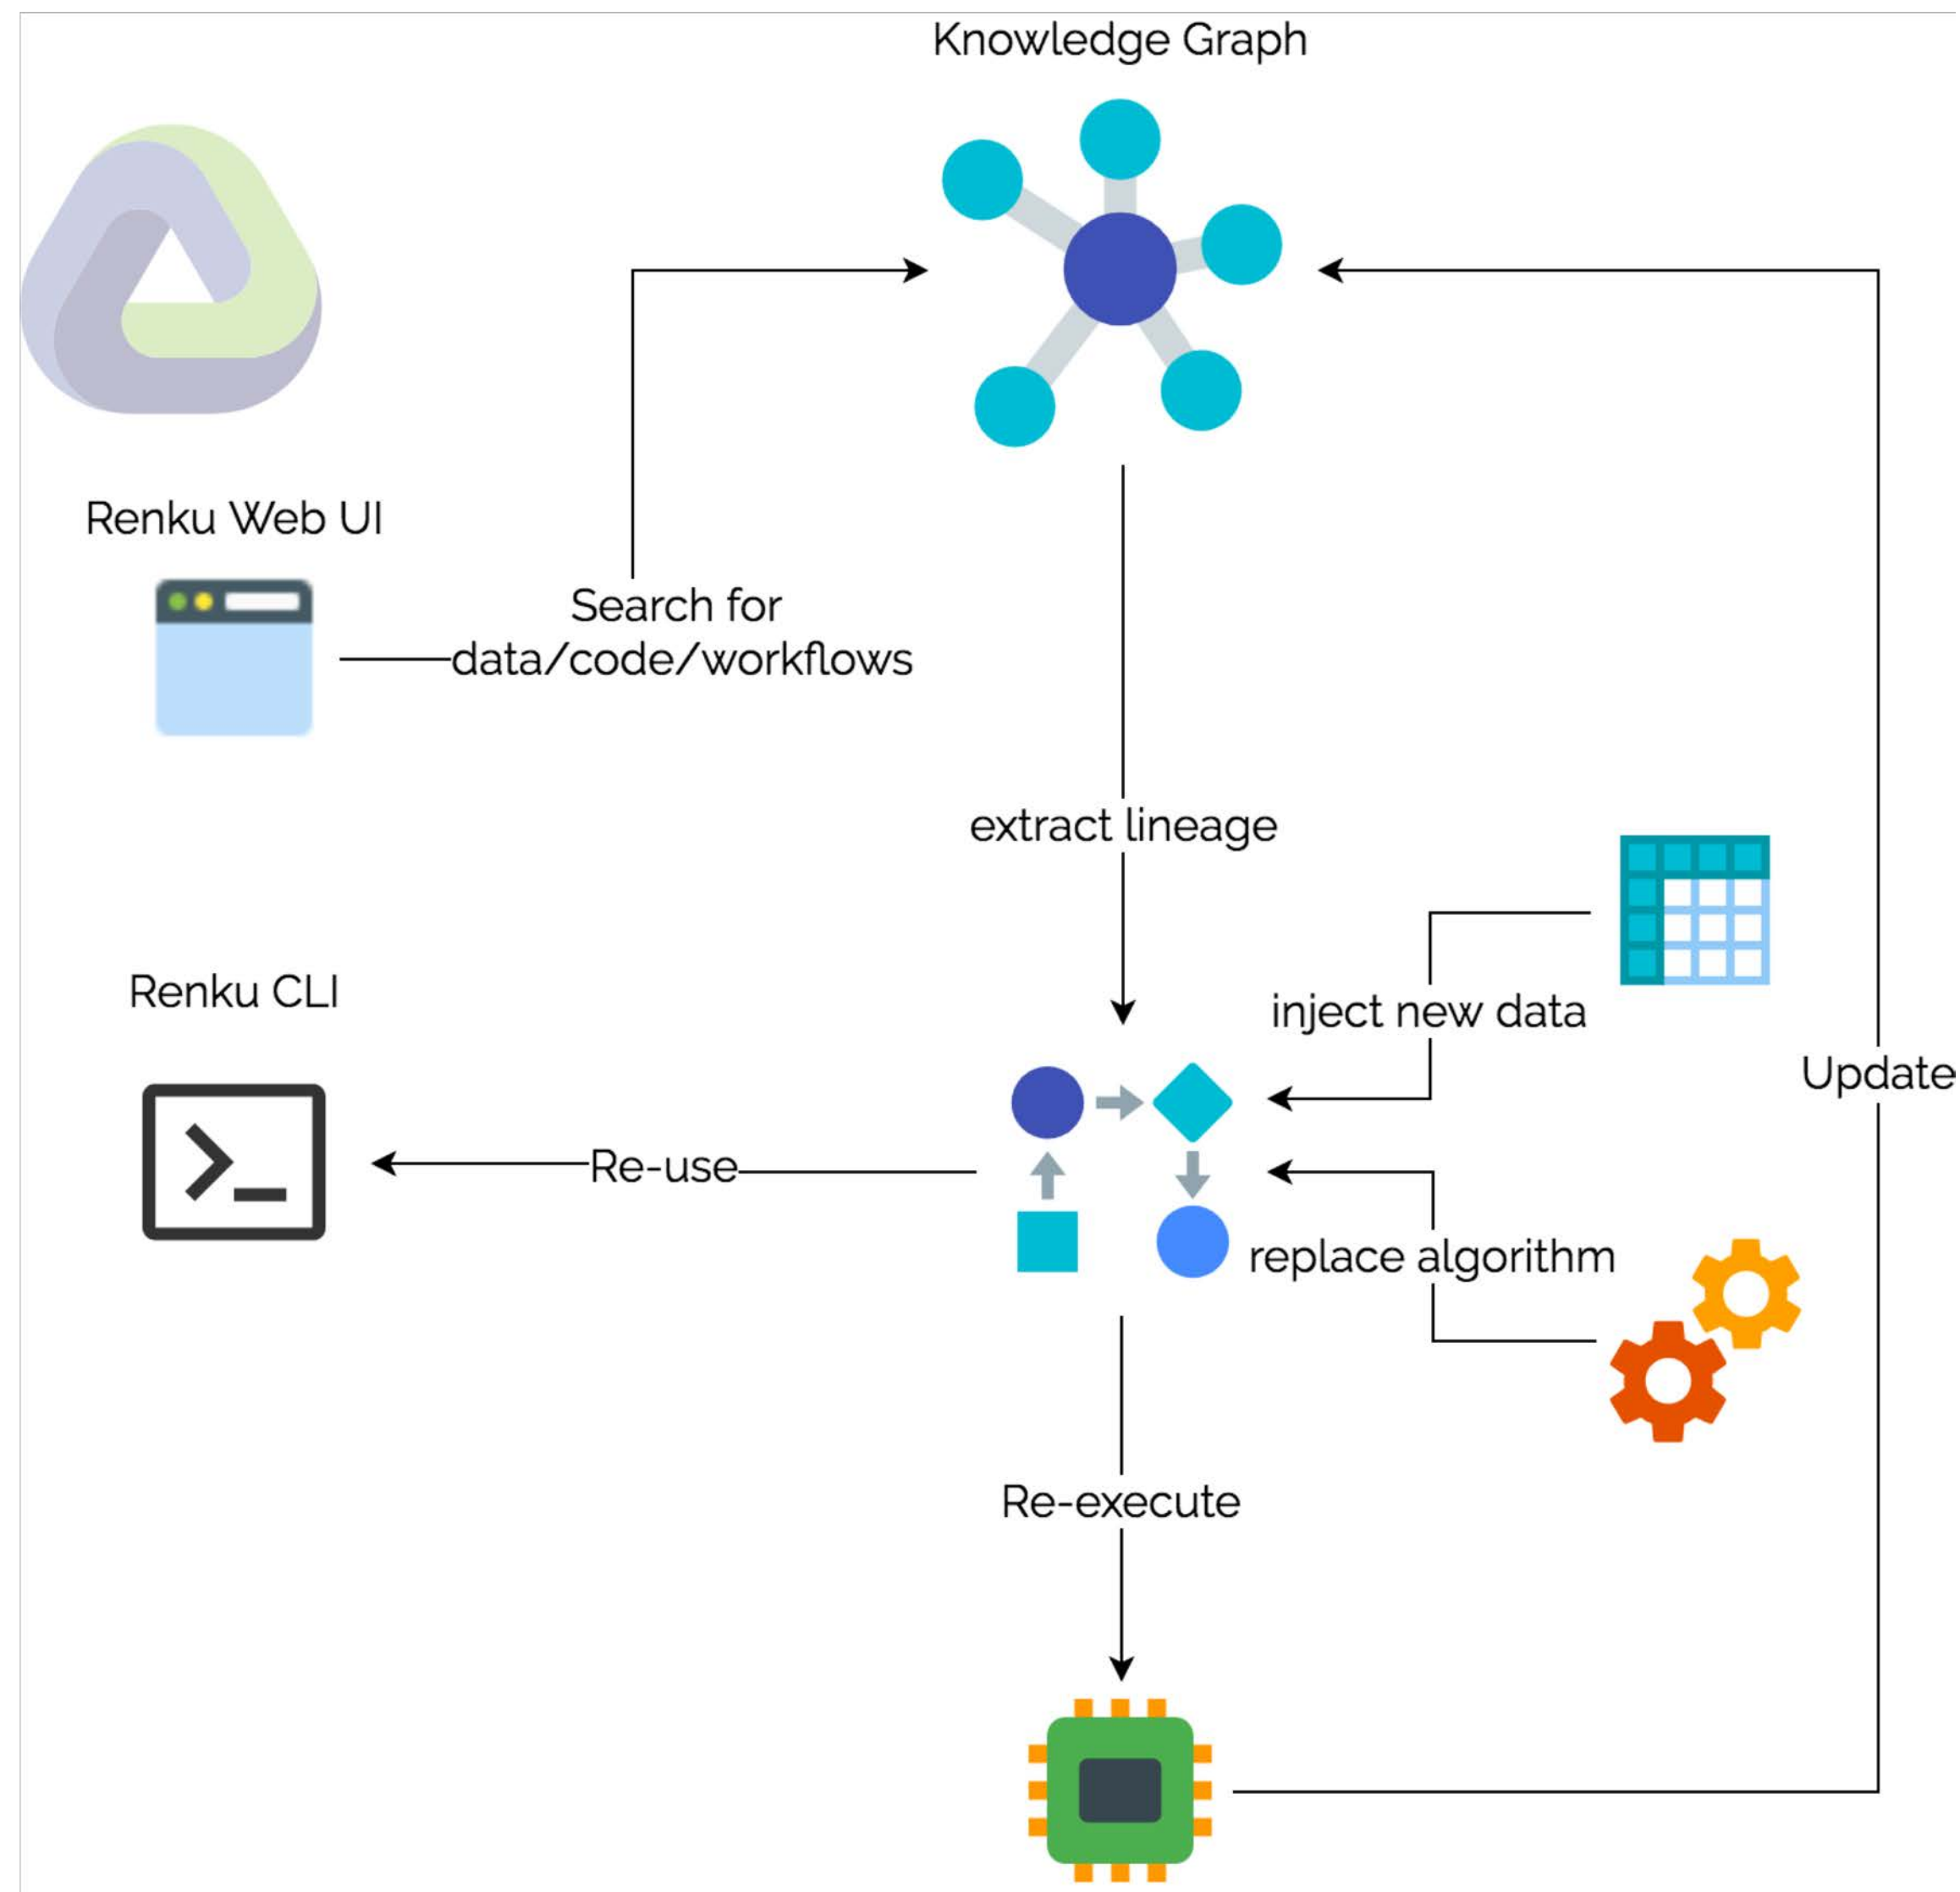 Knowledge Graph
Renku Web UI
Search for
data/code/workflows
extract lineage
Renku CLI
inject new data
Update
Re-use
replace algorithm
Re-execute